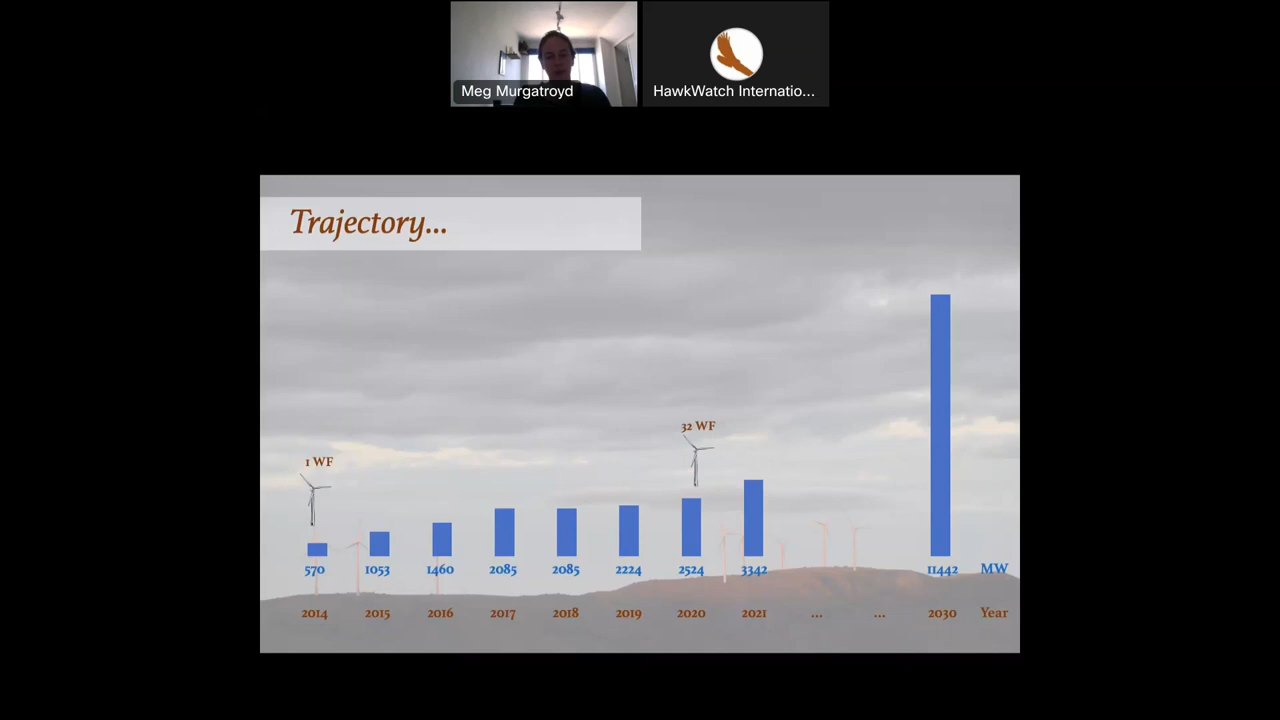 Meg Murgatroyd
HawkWatch Internatio...
Trajectory...
32 WF
1 WF
570 1053 1460 2085 2085 2224 2524 3342 11442 MW
2014 2015 2016 2017 2018 2019 2020 2021 ... ... 2030 Year